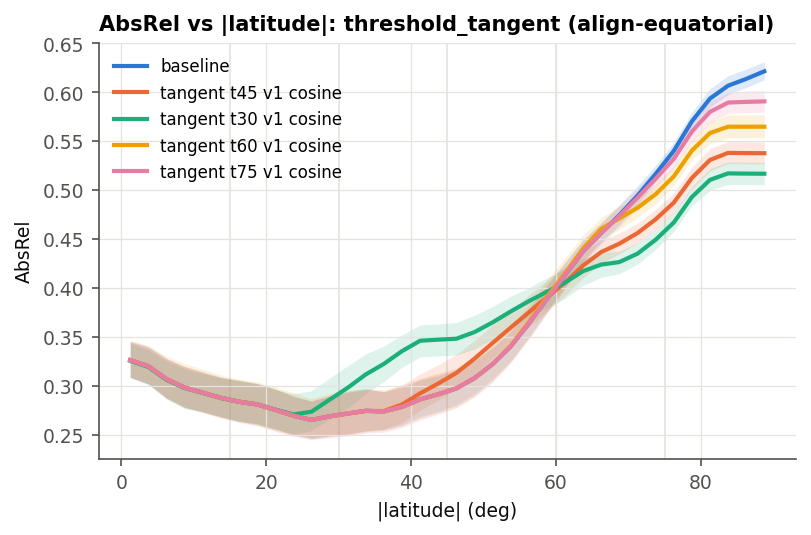 AbsRel vs |latitude|: threshold_tangent (align-equatorial)
0.65
0.60
0.55
0.50
0.45
0.40
0.35
0.30
0.25
AbsRel
baseline
tangent t45 v1 cosine
tangent t30 v1 cosine
tangent t60 v1 cosine
tangent t75 v1 cosine
0 20 40 60 80
|latitude| (deg)